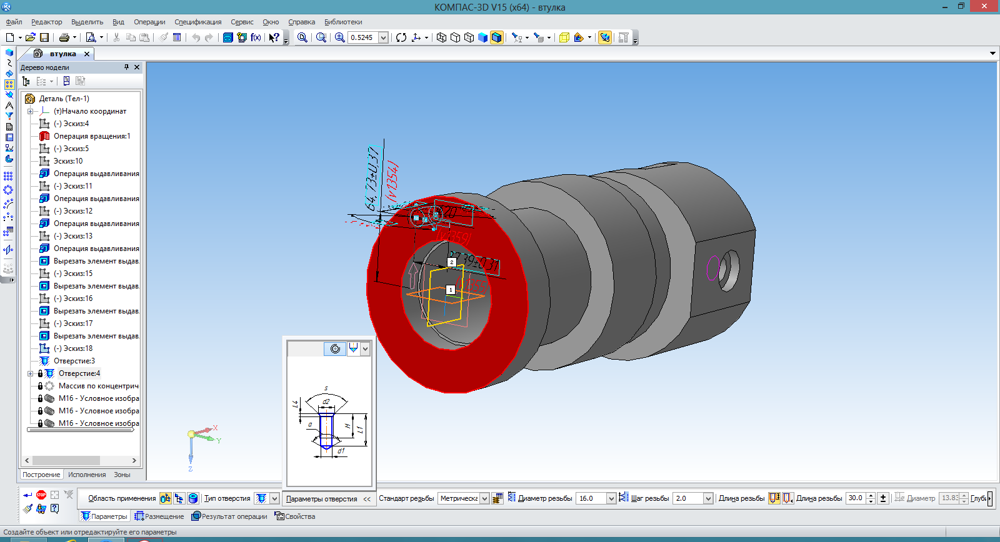 КОМПАС-3D V15 (x64) - втулка
Файл Редактор Выделить Вид Операции Спецификация Сервис Окно Справка Библиотеки
f(x) 0.5245
втулка
Дерево модели
Деталь (Тел-1)
(т)Начало координат
(-) Эскиз:4
Операция вращения:1
(-) Эскиз:5
Эскиз:10
Операция выдавливания
(-) Эскиз:11
Операция выдавливания
(-) Эскиз:12
Операция выдавливания
(-) Эскиз:13
Операция выдавливания
Вырезать элемент выдав.
(-) Эскиз:15
Вырезать элемент выдав.
(-) Эскиз:16
Вырезать элемент выдав.
(-) Эскиз:17
Вырезать элемент выдав.
(-) Эскиз:18
Отверстие:3
Отверстие:4
Массив по концентрич
М16 - Условное изобра
М16 - Условное изобра
М16 - Условное изобра
Построение Исполнения Зоны
64,73±0,37
(v1354)
20
(v1359)
39±0,31
2
1
X
Y
Z
s
d2
L4
a
H
L1
d1
STOP
Область применения Тип отверстия Параметры отверстия << Стандарт резьбы Метрическа Диаметр резьбы 16.0 Шаг резьбы 2.0 Длина резьбы Длина резьбы 30.0 Диаметр 13.83 Глуб
Параметры Размещение Результат операции Свойства
Создайте объект или отредактируйте его параметры